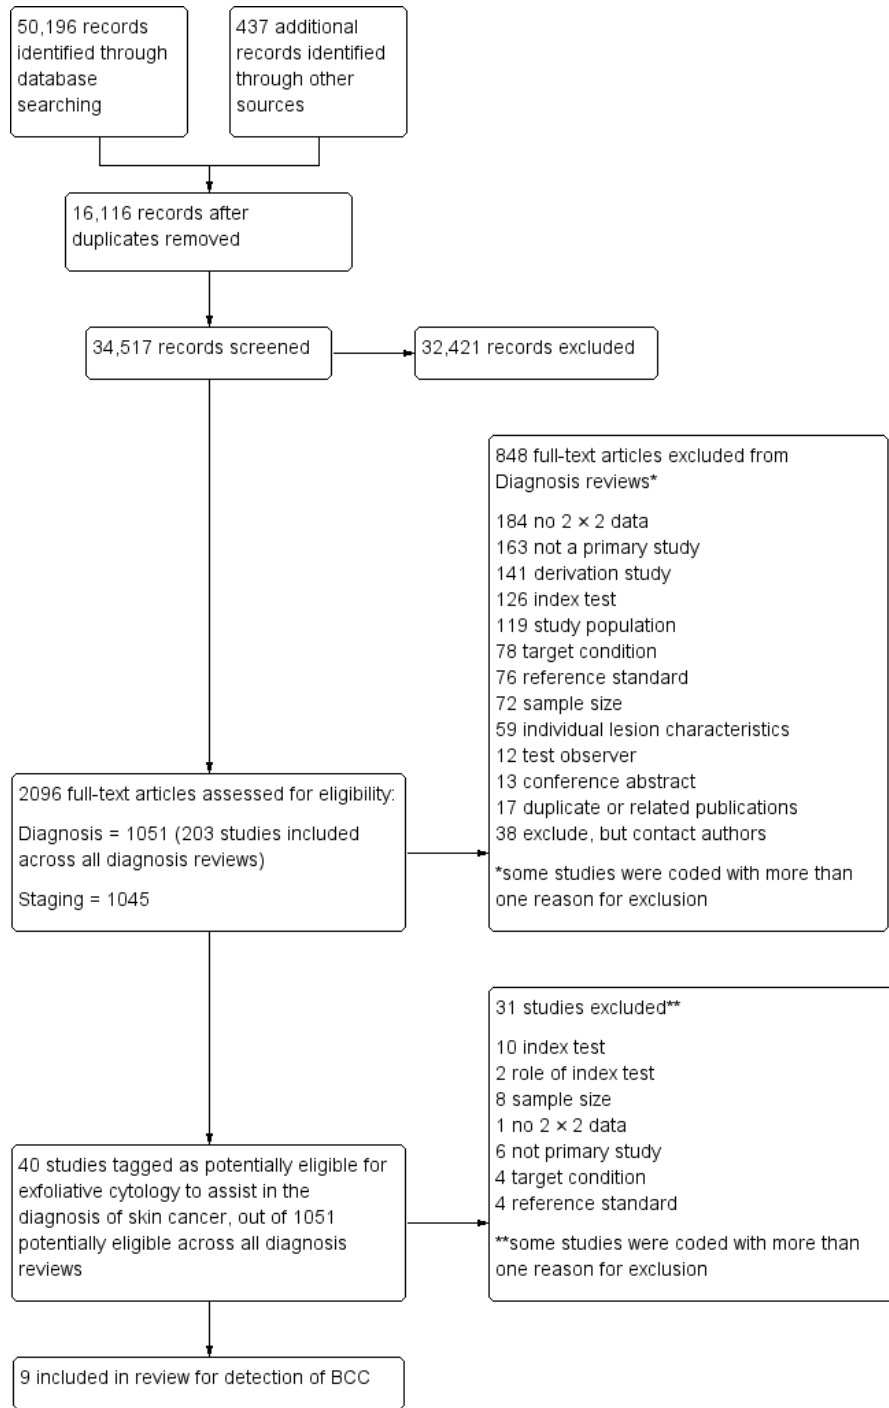 50,196 records
identified through
database
searching
437 additional
records identified
through other
sources
16,116 records after
duplicates removed
34,517 records screened
32,421 records excluded
848 full-text articles excluded from
Diagnosis reviews*
184 no 2 × 2 data
163 not a primary study
141 derivation study
126 index test
119 study population
78 target condition
76 reference standard
72 sample size
59 individual lesion characteristics
12 test observer
13 conference abstract
17 duplicate or related publications
38 exclude, but contact authors
*some studies were coded with more than
one reason for exclusion
2096 full-text articles assessed for eligibility:
Diagnosis = 1051 (203 studies included
across all diagnosis reviews)
Staging = 1045
31 studies excluded**
10 index test
2 role of index test
8 sample size
1 no 2 × 2 data
6 not primary study
4 target condition
4 reference standard
**some studies were coded with more than
one reason for exclusion
40 studies tagged as potentially eligible for
exfoliative cytology to assist in the
diagnosis of skin cancer, out of 1051
potentially eligible across all diagnosis
reviews
9 included in review for detection of BCC